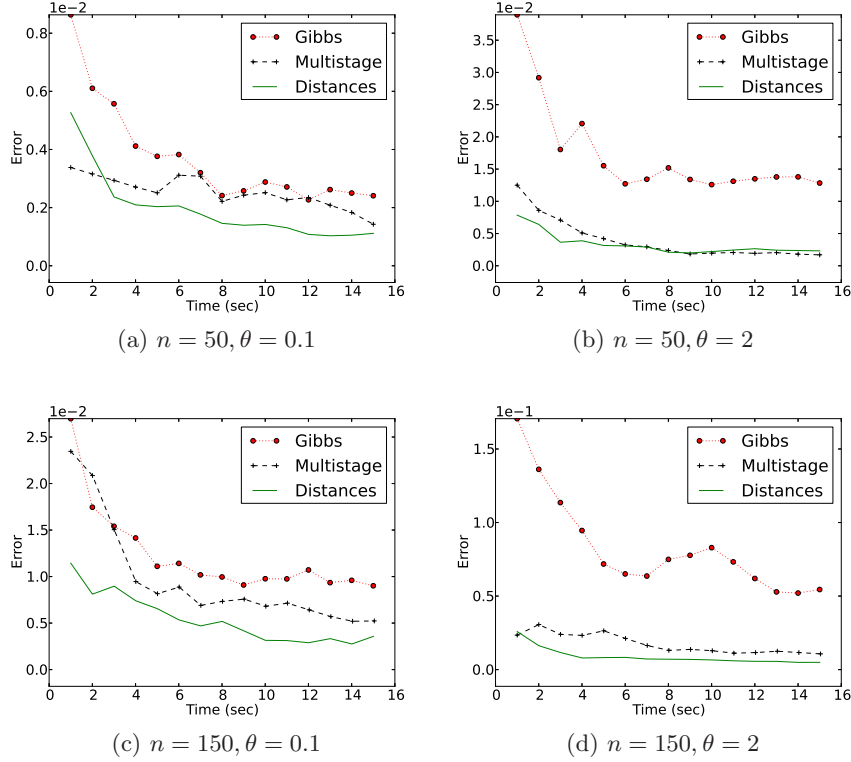 1e-2
0.8
0.6
0.4
0.2
0.0
Error
Gibbs
Multistage
Distances
0 2 4 6 8 10 12 14 16
Time (sec)
(a) n = 50, θ = 0.1
1e-2
3.5
3.0
2.5
2.0
1.5
1.0
0.5
0.0
Error
Gibbs
Multistage
Distances
0 2 4 6 8 10 12 14 16
Time (sec)
(b) n = 50, θ = 2
1e-2
2.5
2.0
1.5
1.0
0.5
0.0
Error
Gibbs
Multistage
Distances
0 2 4 6 8 10 12 14 16
Time (sec)
(c) n = 150, θ = 0.1
1e-1
1.5
1.0
0.5
0.0
Error
Gibbs
Multistage
Distances
0 2 4 6 8 10 12 14 16
Time (sec)
(d) n = 150, θ = 2